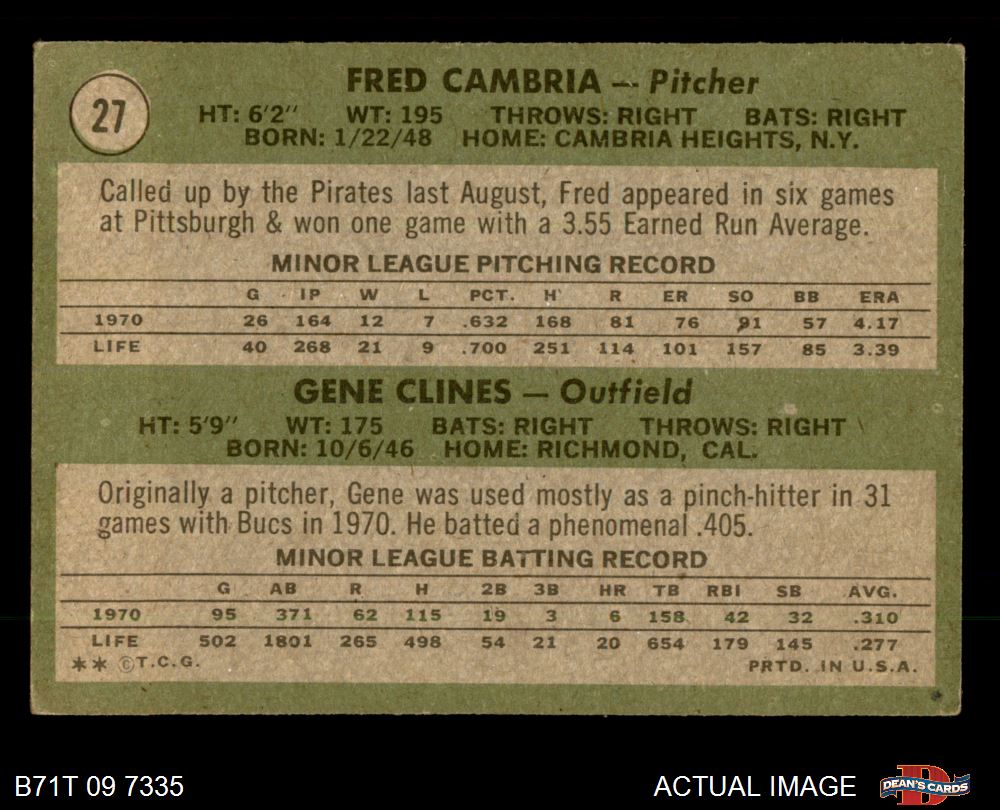 27
FRED CAMBRIA — Pitcher
HT: 6'2" WT: 195 THROWS: RIGHT BATS: RIGHT
BORN: 1/22/48 HOME: CAMBRIA HEIGHTS, N.Y.
Called up by the Pirates last August, Fred appeared in six games
at Pittsburgh & won one game with a 3.55 Earned Run Average.
MINOR LEAGUE PITCHING RECORD
G IP W L PCT. H R ER SO BB ERA
1970 26 164 12 7 .632 168 81 76 91 57 4.17
LIFE 40 268 21 9 .700 251 114 101 157 85 3.39
GENE CLINES — Outfield
HT: 5'9" WT: 175 BATS: RIGHT THROWS: RIGHT
BORN: 10/6/46 HOME: RICHMOND, CAL.
Originally a pitcher, Gene was used mostly as a pinch-hitter in 31
games with Bucs in 1970. He batted a phenomenal .405.
MINOR LEAGUE BATTING RECORD
G AB R H 2B 3B HR TB RBI SB AVG.
1970 95 371 62 115 19 3 6 158 42 32 .310
LIFE 502 1801 265 498 54 21 20 654 179 145 .277
** ©T.C.G. PRTD. IN U.S.A.
B71T 09 7335 ACTUAL IMAGE DEAN'S CARDS